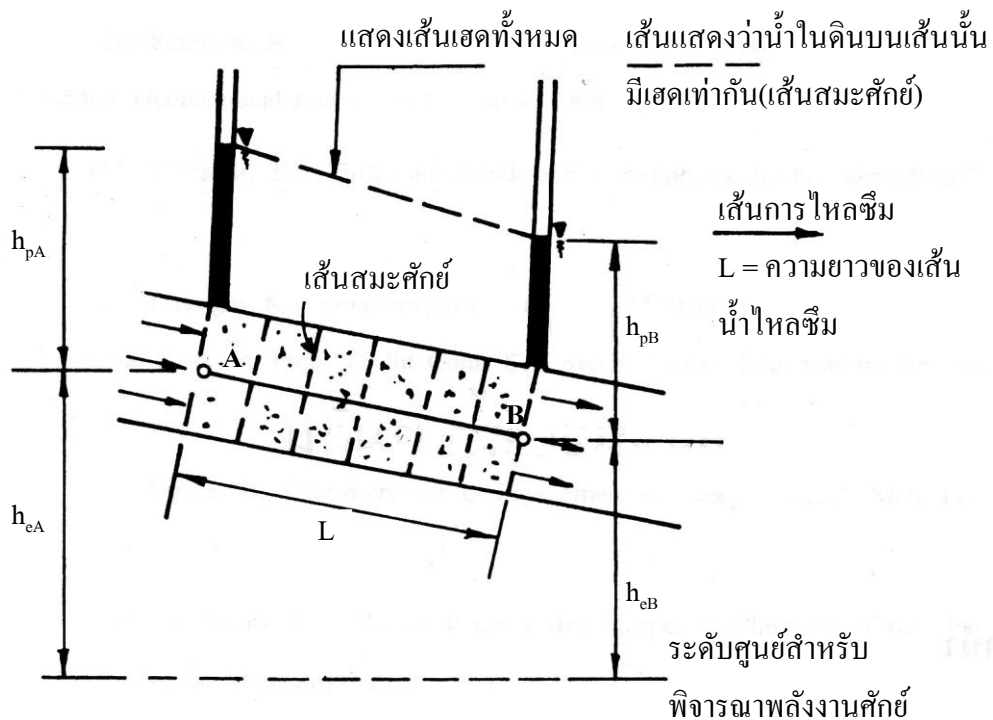 แสดงเส้นเฮดทั้งหมด
เส้นแสดงว่าน้ำในดินบนเส้นนั้น
มีเฮดเท่ากัน(เส้นสมะศักย์)
h_pA
เส้นสมะศักย์
เส้นการไหลซึม
L = ความยาวของเส้น
น้ำไหลซึม
h_pB
A
B
h_eA
L
h_eB
ระดับศูนย์สำหรับ
พิจารณาพลังงานศักย์